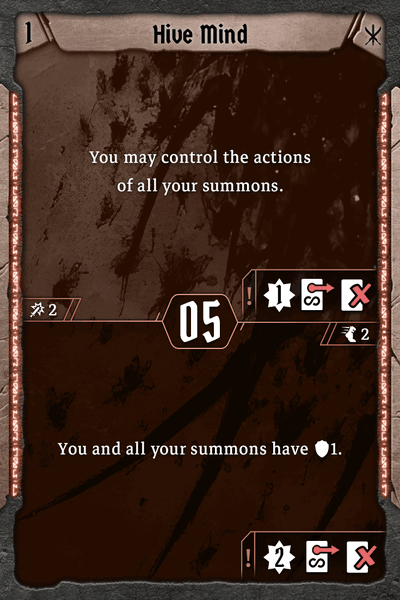 1 Hive Mind
You may control the actions
of all your summons.
! 1
2
05
2
You and all your summons have 1.
! 2